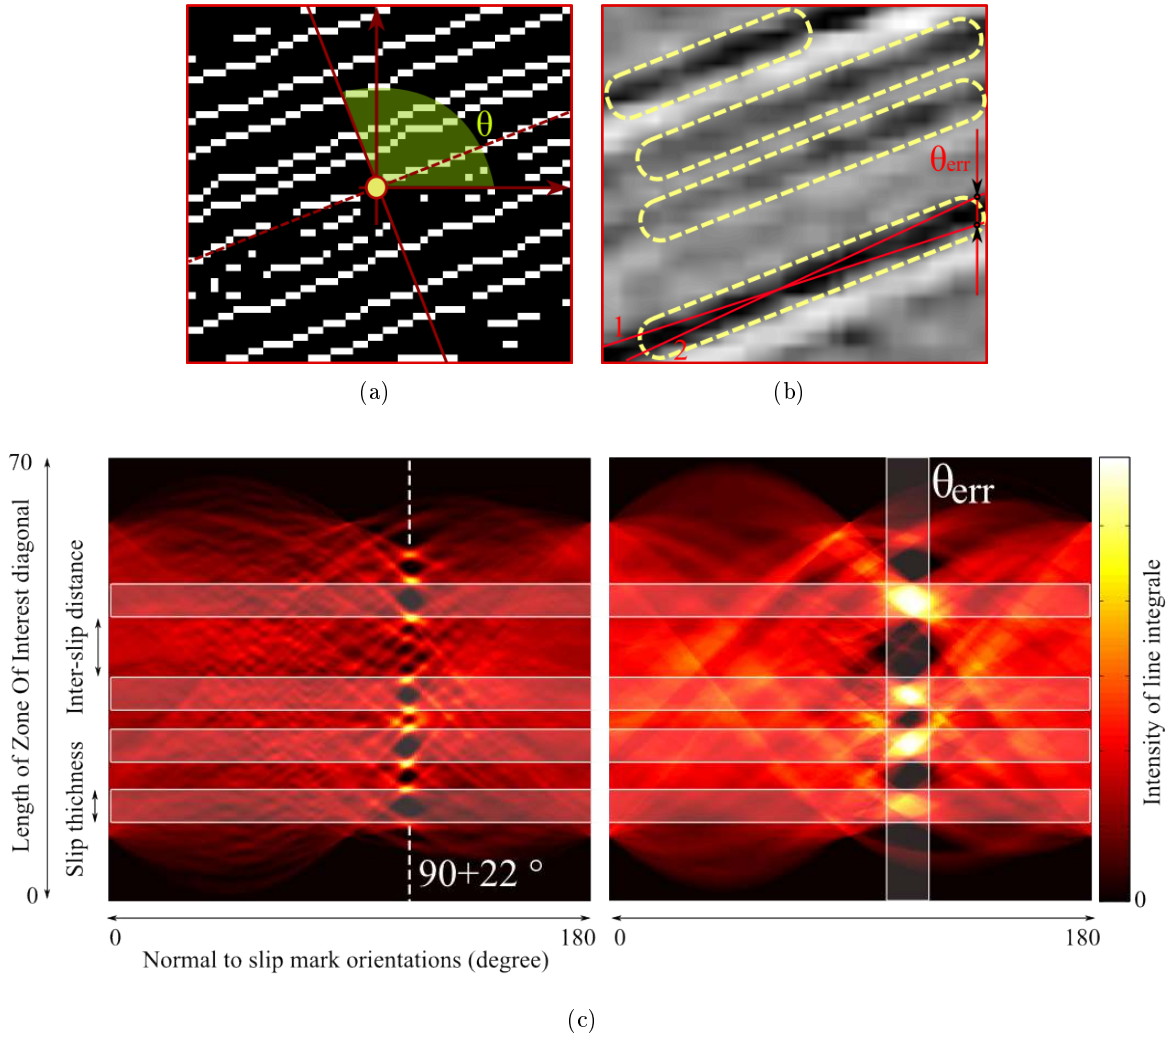 θ
θerr
1
2
(a)
(b)
70
Length of Zone Of Interest diagonal
Inter-slip distance
Slip thichness
0
90+22 °
θerr
Intensity of line integrale
0
0
180
0
180
Normal to slip mark orientations (degree)
(c)